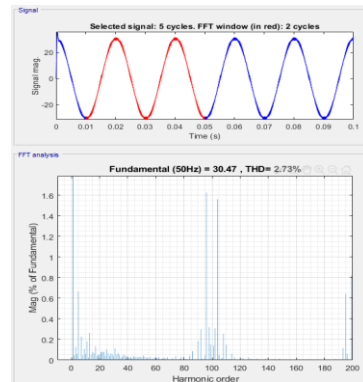 Signal
Selected signal: 5 cycles. FFT window (in red): 2 cycles
Signal mag.
20
0
-20
0 0.01 0.02 0.03 0.04 0.05 0.06 0.07 0.08 0.09 0.1
Time (s)
FFT analysis
Fundamental (50Hz) = 30.47 , THD= 2.73%
Mag (% of Fundamental)
1.6
1.4
1.2
1
0.8
0.6
0.4
0.2
0
0 20 40 60 80 100 120 140 160 180 200
Harmonic order